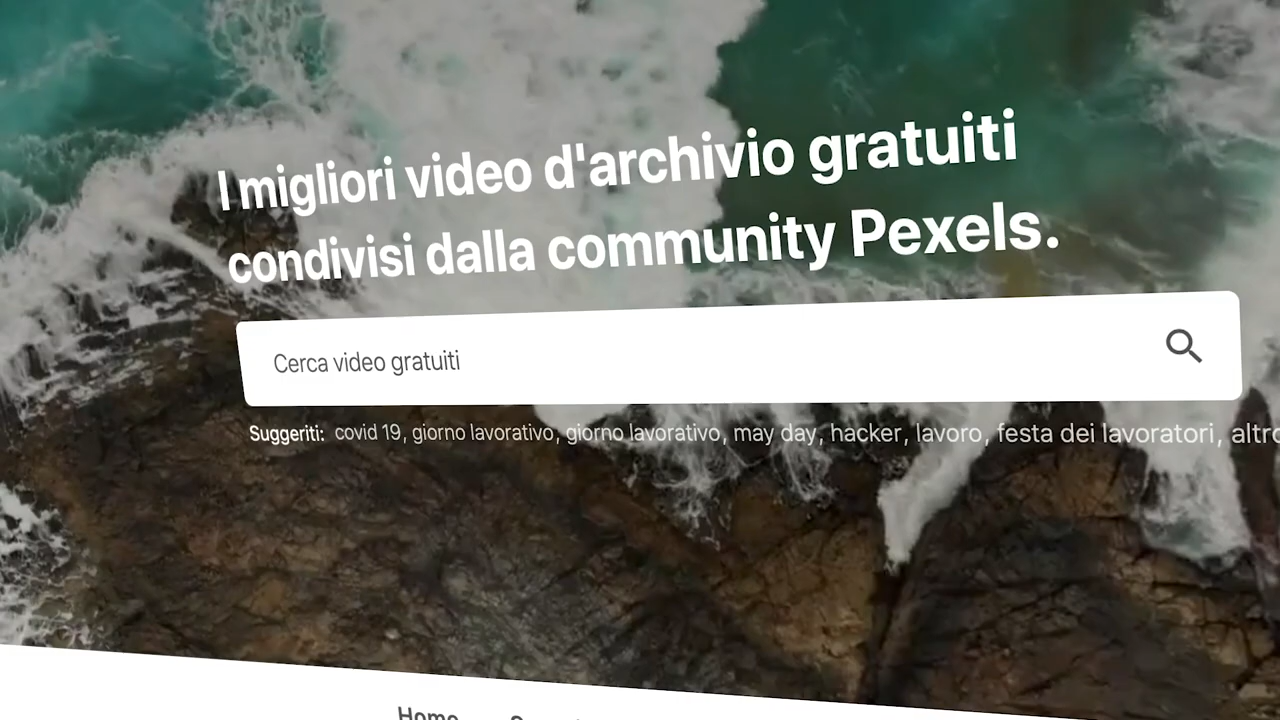 I migliori video d'archivio gratuiti
condivisi dalla community Pexels.
Cerca video gratuiti
Suggeriti: covid 19, giorno lavorativo, giorno lavorativo, may day, hacker, lavoro, festa dei lavoratori, altro
Home